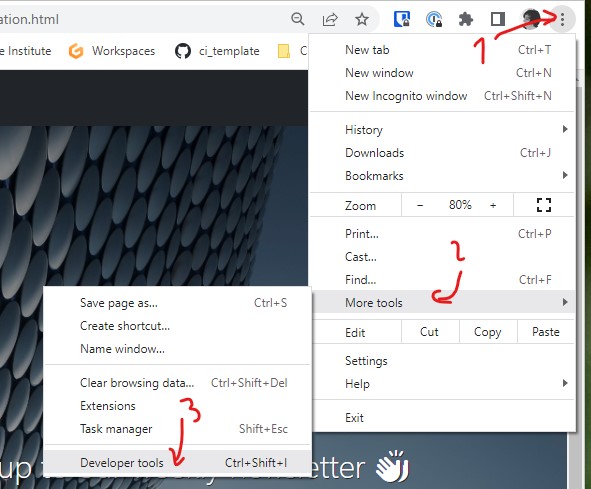 ation.html
e Institute Workspaces ci_template C
1
New tab Ctrl+T
New window Ctrl+N
New Incognito window Ctrl+Shift+N
History
Downloads Ctrl+J
Bookmarks
Zoom − 80% +
Print... Ctrl+P
Cast...
2
Find... Ctrl+F
More tools
Edit Cut Copy Paste
Settings
Help
Exit
Save page as... Ctrl+S
Create shortcut...
Name window...
Clear browsing data... Ctrl+Shift+Del
Extensions
3
Task manager Shift+Esc
Developer tools Ctrl+Shift+I
up newsletter